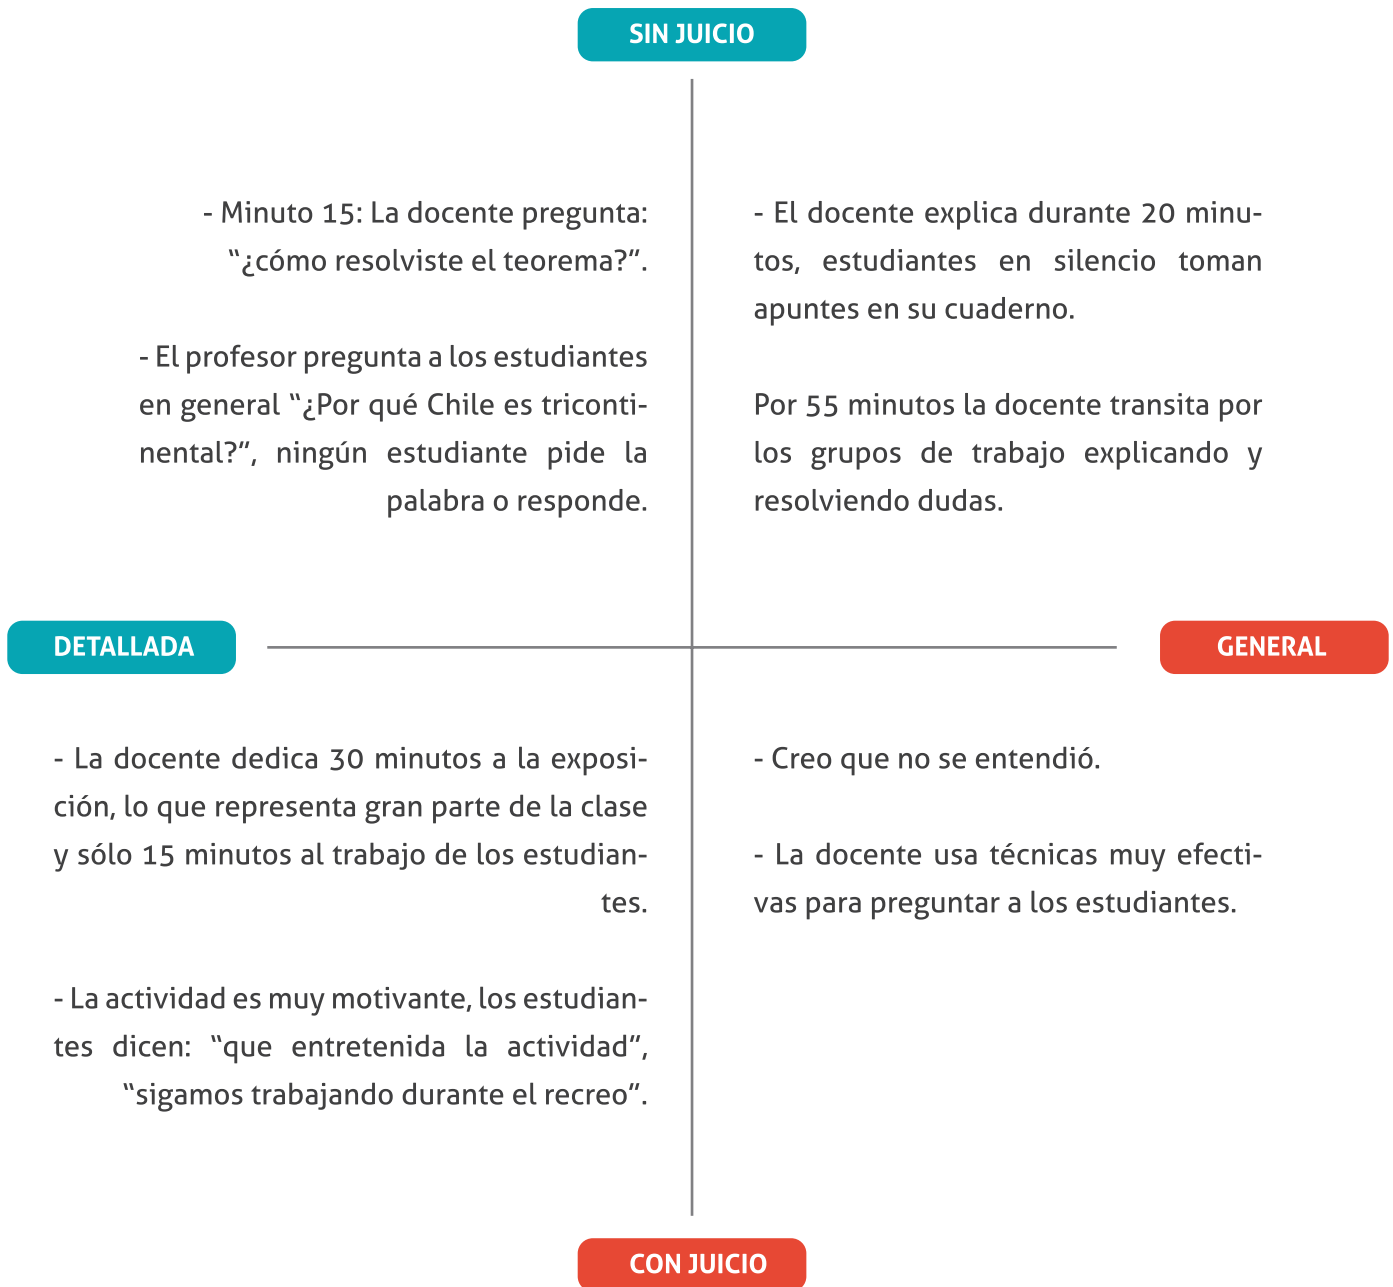 SIN JUICIO
- Minuto 15: La docente pregunta:
“¿cómo resolviste el teorema?”.
- El profesor pregunta a los estudiantes
en general “¿Por qué Chile es triconti-
nental?”, ningún estudiante pide la
palabra o responde.
- El docente explica durante 20 minu-
tos, estudiantes en silencio toman
apuntes en su cuaderno.
Por 55 minutos la docente transita por
los grupos de trabajo explicando y
resolviendo dudas.
DETALLADA
GENERAL
- La docente dedica 30 minutos a la exposi-
ción, lo que representa gran parte de la clase
y sólo 15 minutos al trabajo de los estudian-
tes.
- La actividad es muy motivante, los estudian-
tes dicen: “que entretenida la actividad”,
“sigamos trabajando durante el recreo”.
- Creo que no se entendió.
- La docente usa técnicas muy efecti-
vas para preguntar a los estudiantes.
CON JUICIO